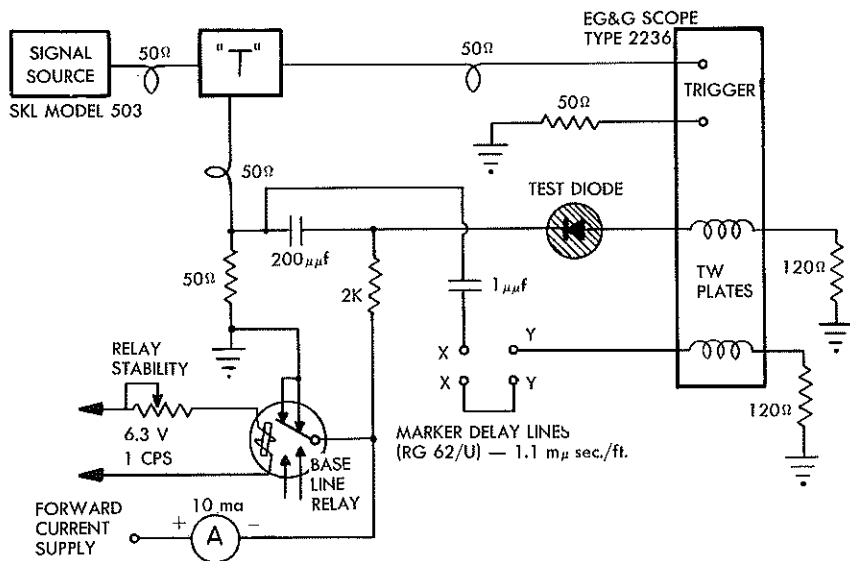 EG&G SCOPE
TYPE 2236
SIGNAL
SOURCE
50Ω
"T"
50Ω
SKL MODEL 503
TRIGGER
50Ω
50Ω
TEST DIODE
200μμf
50Ω
2K
1μμf
120Ω
TW
PLATES
X
Y
X
Y
RELAY
STABILITY
120Ω
MARKER DELAY LINES
(RG 62/U) — 1.1 mμ sec./ft.
6.3 V
1 CPS
BASE
LINE
RELAY
FORWARD
CURRENT
SUPPLY
10 ma
+
A
−